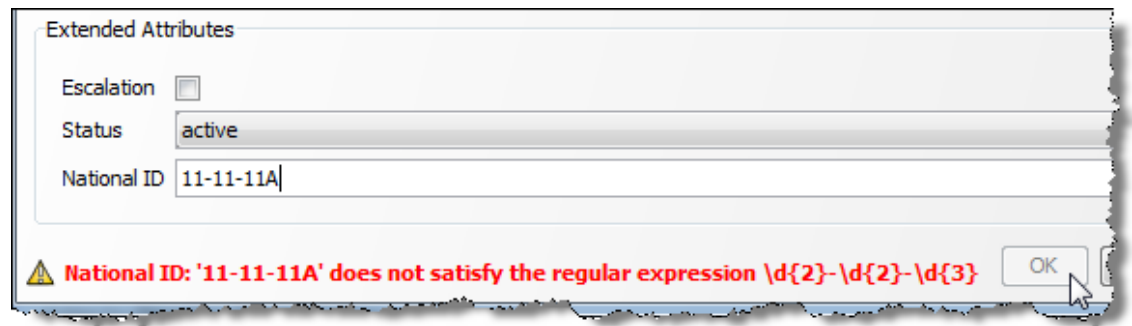 Extended Attributes
Escalation
Status active
National ID 11-11-11A
National ID: '11-11-11A' does not satisfy the regular expression \d{2}-\d{2}-\d{3} OK